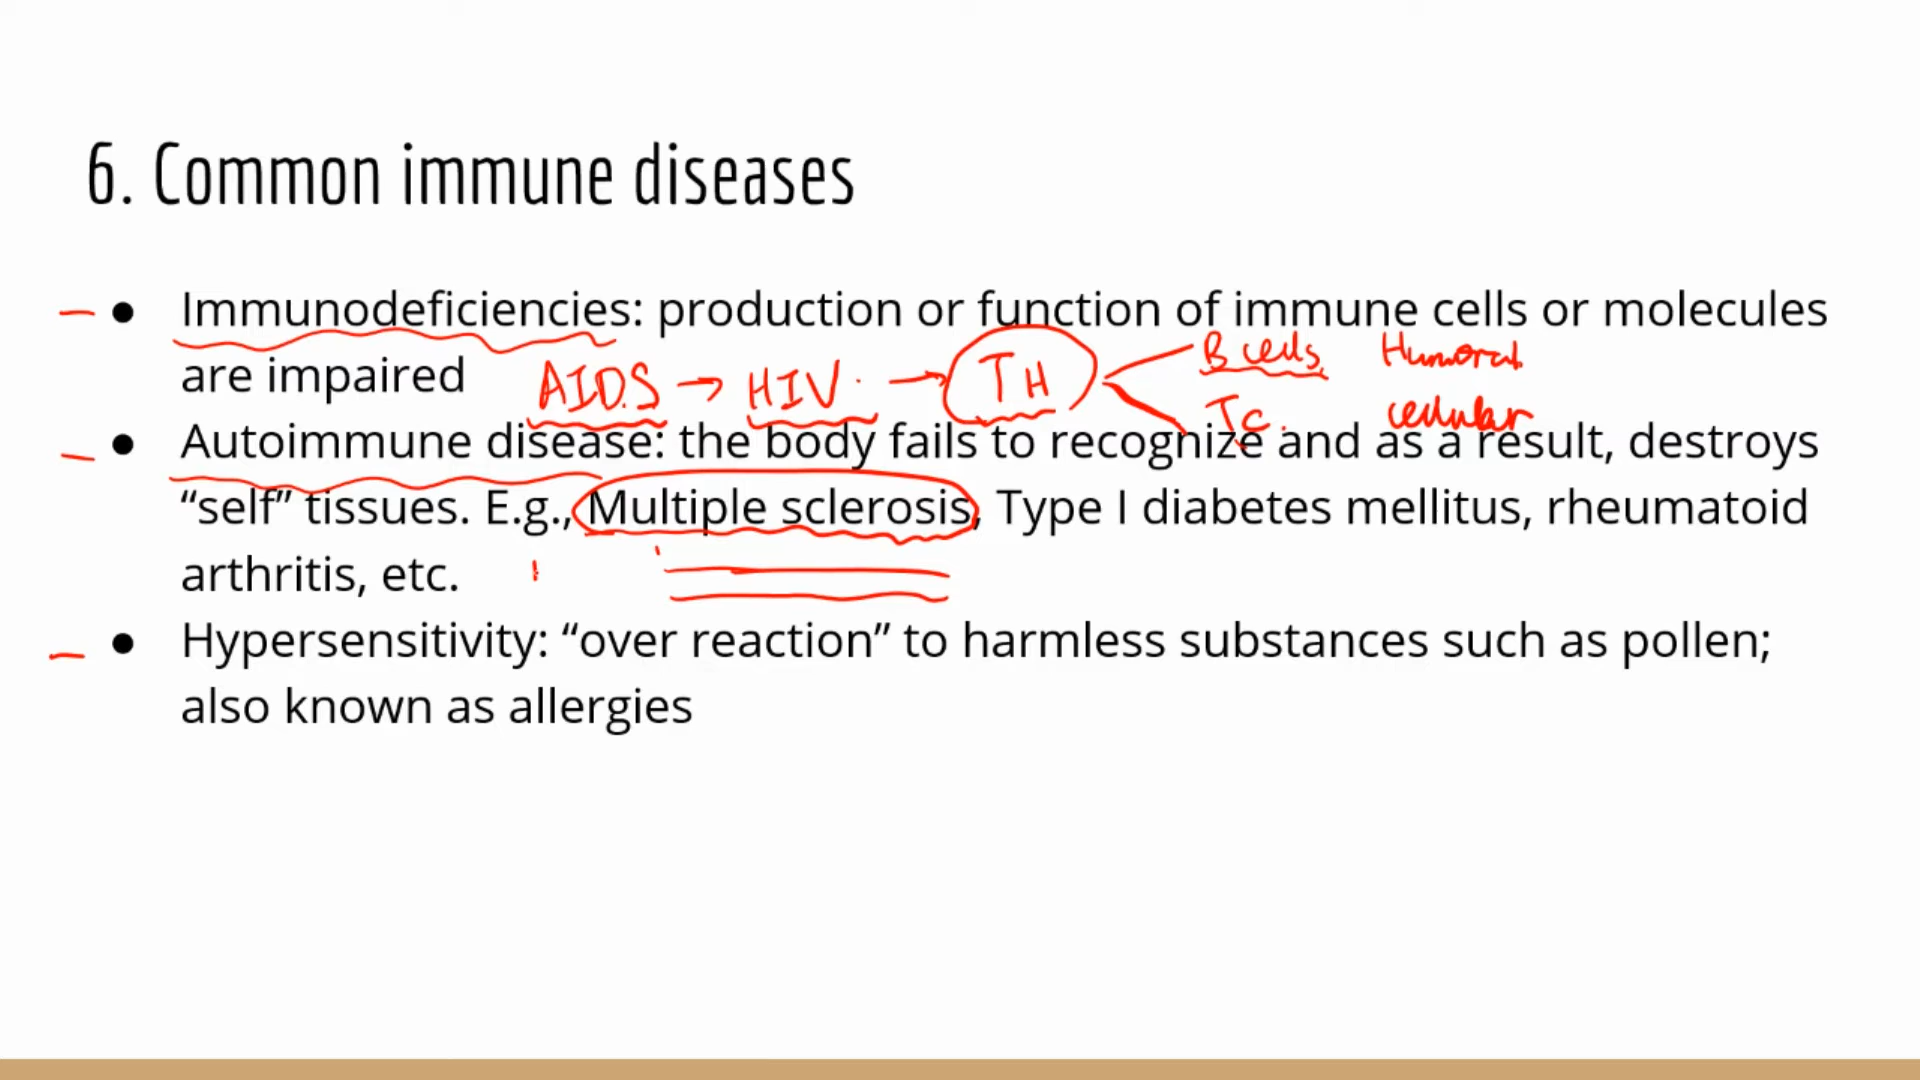 6. Common immune diseases
● Immunodeficiencies: production or function of immune cells or molecules
B cells, Humoral
are impaired AIDS → HIV. → TH
Tc. cellular
● Autoimmune disease: the body fails to recognize and as a result, destroys
“self” tissues. E.g., Multiple sclerosis, Type I diabetes mellitus, rheumatoid
arthritis, etc.
● Hypersensitivity: “over reaction” to harmless substances such as pollen;
also known as allergies